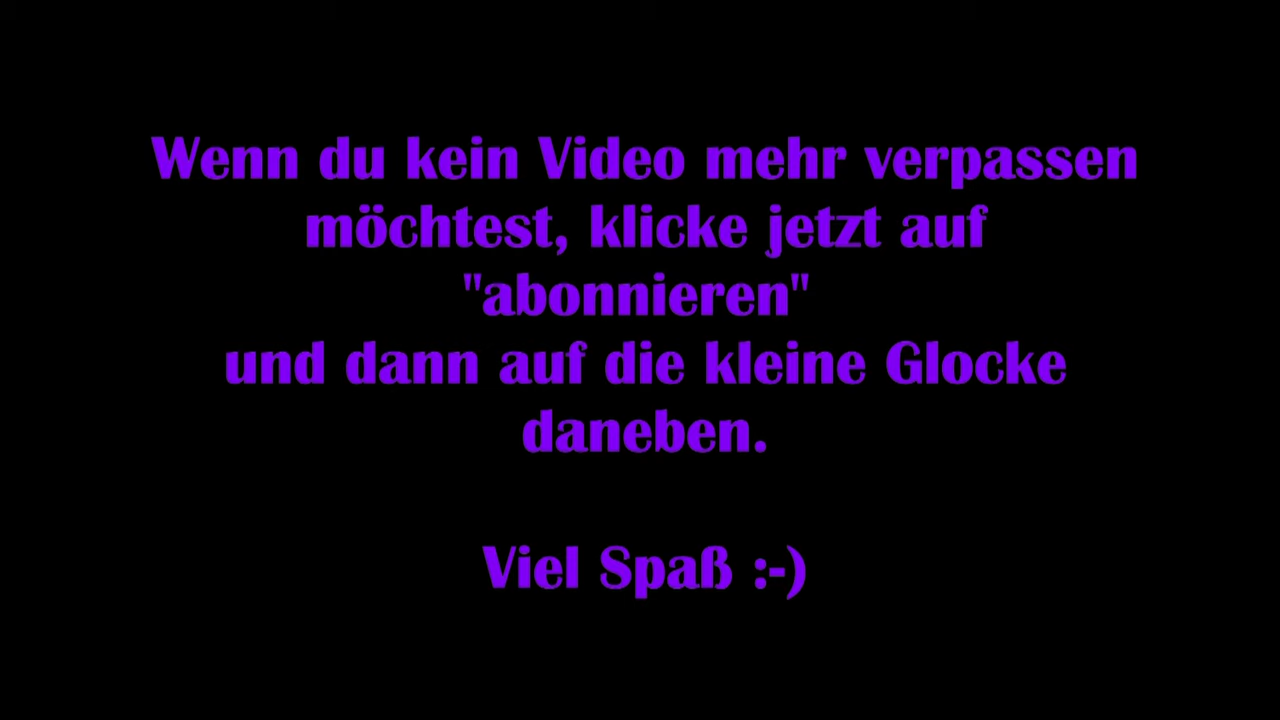 Wenn du kein Video mehr verpassen
möchtest, klicke jetzt auf
"abonnieren"
und dann auf die kleine Glocke
daneben.
Viel Spaß :-)